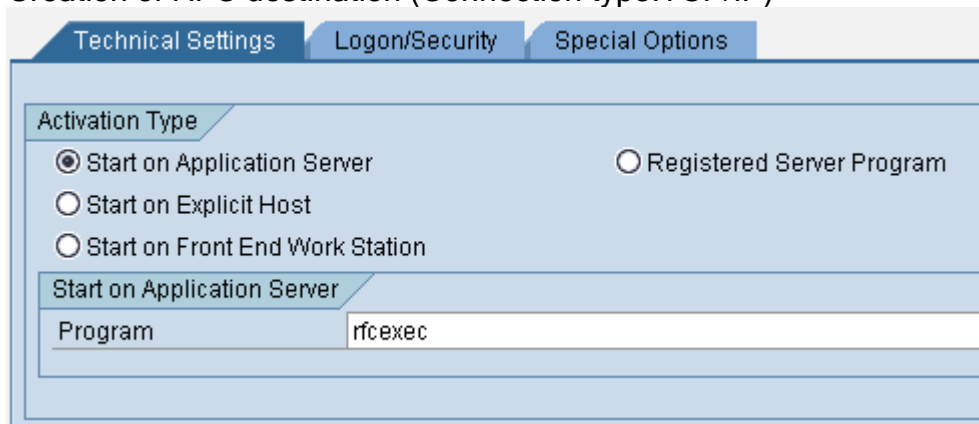 Technical Settings Logon/Security Special Options
Activation Type
Start on Application Server Registered Server Program
Start on Explicit Host
Start on Front End Work Station
Start on Application Server
Program rfcexec